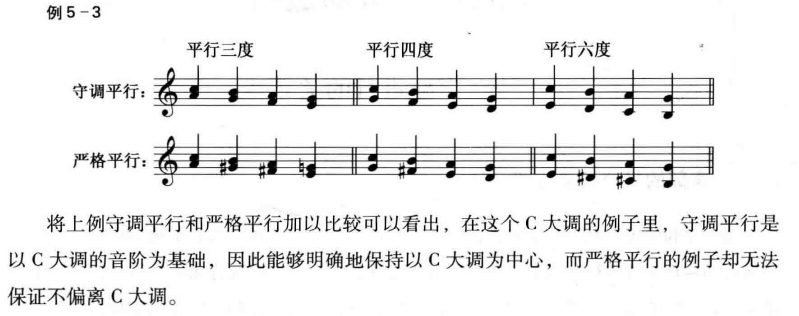 例5-3
平行三度 平行四度 平行六度
守调平行：
严格平行：
将上例守调平行和严格平行加以比较可以看出，在这个 C 大调的例子里，守调平行是
以 C 大调的音阶为基础，因此能够明确地保持以 C 大调为中心，而严格平行的例子却无法
保证不偏离 C 大调。